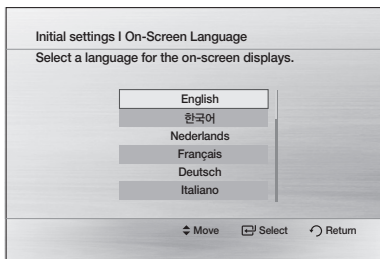 Initial settings I On-Screen Language
Select a language for the on-screen displays.
English
한국어
Nederlands
Français
Deutsch
Italiano
Move Select Return